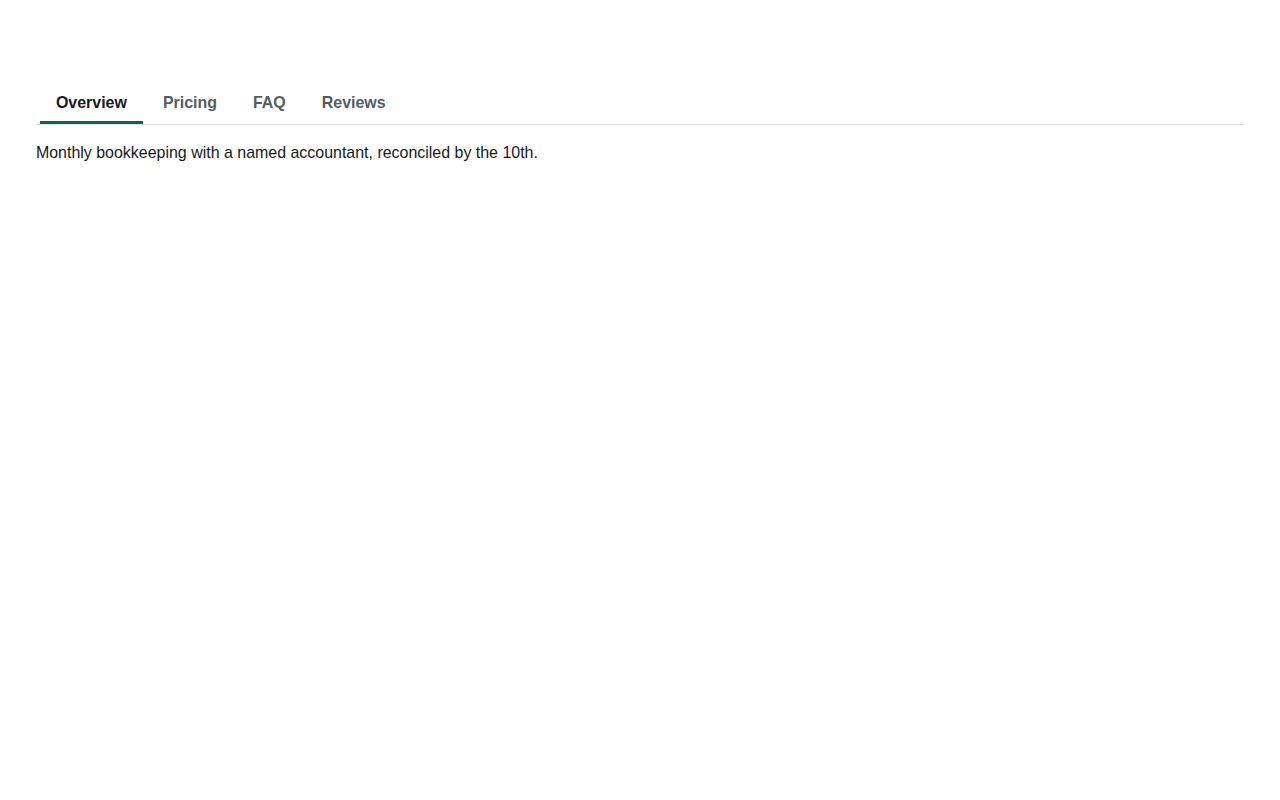 Overview Pricing FAQ Reviews
Monthly bookkeeping with a named accountant, reconciled by the 10th.